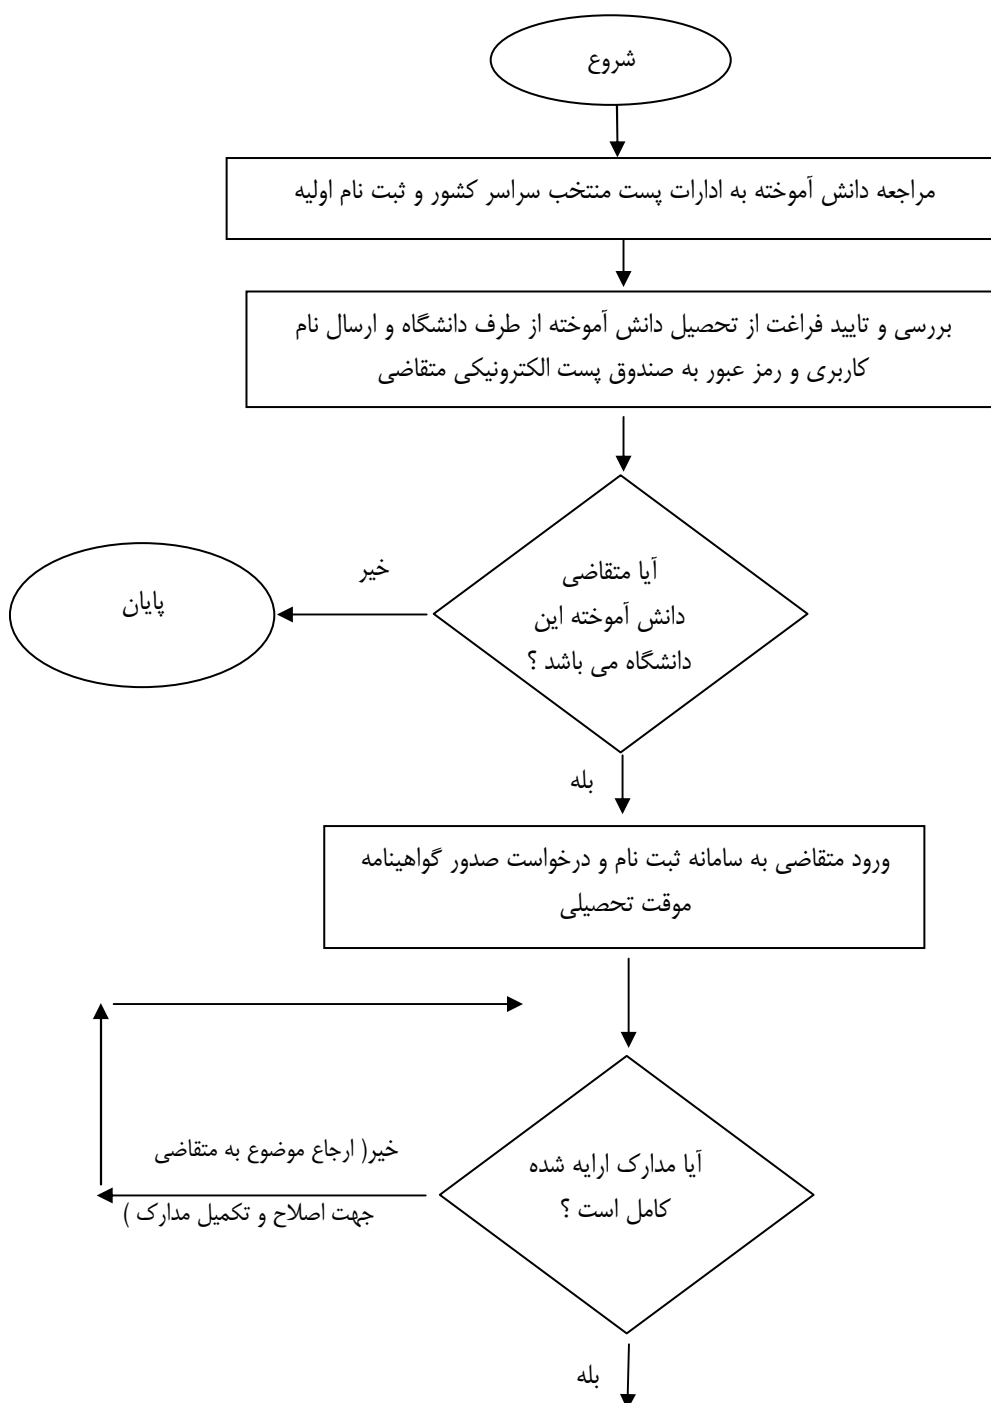 شروع
مراجعه دانش آموخته به ادارات پست منتخب سراسر کشور و ثبت نام اولیه
بررسی و تایید فراغت از تحصیل دانش آموخته از طرف دانشگاه و ارسال نام
کاربری و رمز عبور به صندوق پست الکترونیکی متقاضی
آیا متقاضی
دانش آموخته این
دانشگاه می باشد ؟
خیر
پایان
بله
ورود متقاضی به سامانه ثبت نام و درخواست صدور گواهینامه
موقت تحصیلی
آیا مدارک ارایه شده
کامل است ؟
خیر( ارجاع موضوع به متقاضی
جهت اصلاح و تکمیل مدارک )
بله